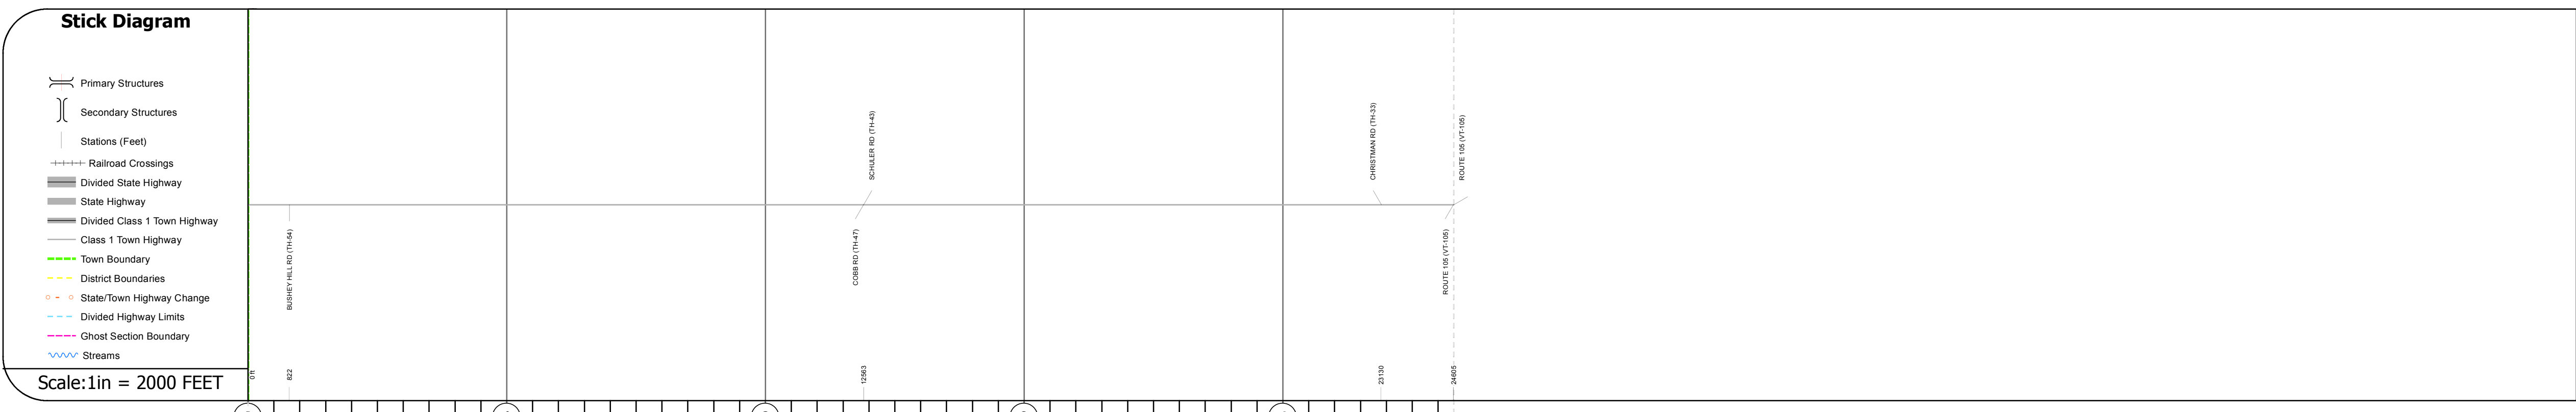 Stick Diagram
Primary Structures
Secondary Structures
Stations (Feet)
Railroad Crossings
Divided State Highway
State Highway
Divided Class 1 Town Highway
Class 1 Town Highway
Town Boundary
District Boundaries
State/Town Highway Change
Divided Highway Limits
Ghost Section Boundary
Streams
Scale:1in = 2000 FEET
BUSHEY HILL RD (TH-54)
SCHULER RD (TH-43)
COBB RD (TH-47)
CHRISTMAN RD (TH-33)
ROUTE 105 (VT-105)
ROUTE 105 (VT-105)
0 ft
822
12563
23130
24605